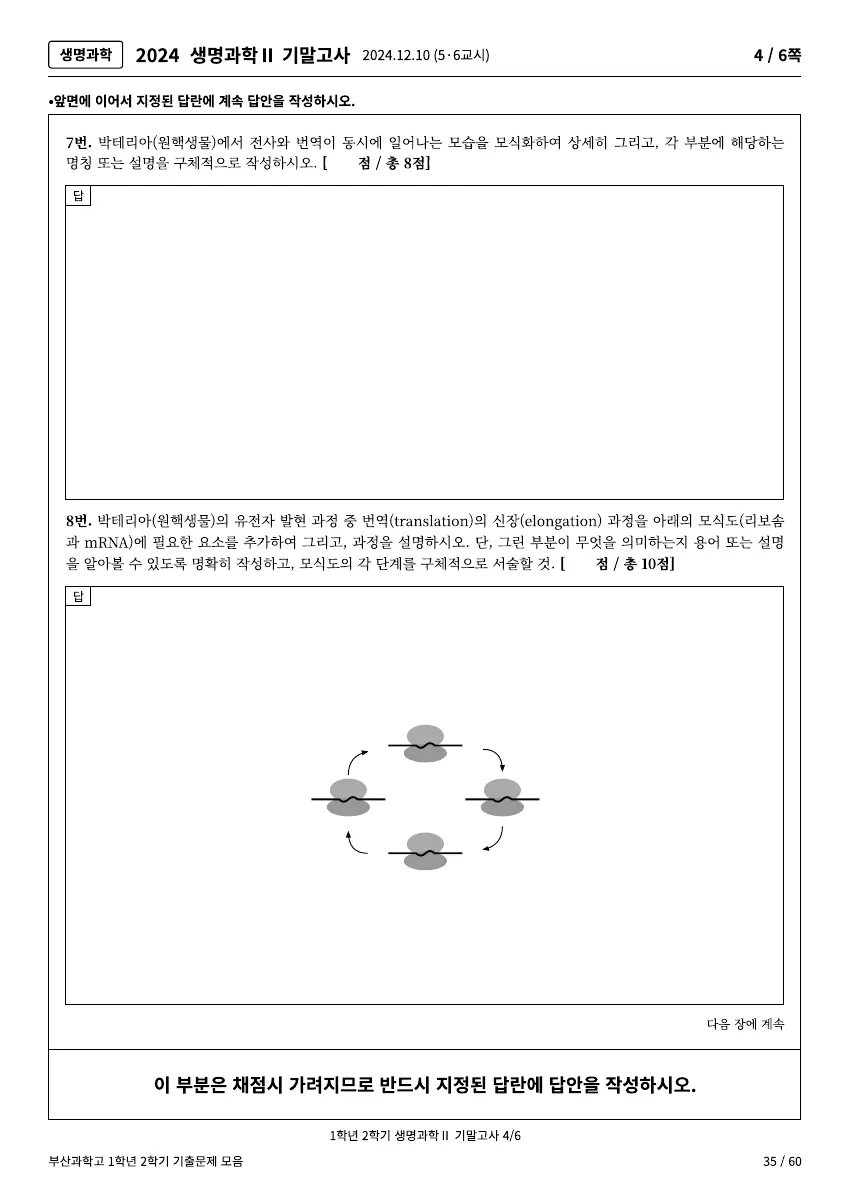 생명과학
2024 생명과학Ⅱ 기말고사 2024.12.10 (5·6교시)
4 / 6쪽
•앞면에 이어서 지정된 답란에 계속 답안을 작성하시오.
7번. 박테리아(원핵생물)에서 전사와 번역이 동시에 일어나는 모습을 모식화하여 상세히 그리고, 각 부분에 해당하는
명칭 또는 설명을 구체적으로 작성하시오. [ 점 / 총 8점]
답
8번. 박테리아(원핵생물)의 유전자 발현 과정 중 번역(translation)의 신장(elongation) 과정을 아래의 모식도(리보솜
과 mRNA)에 필요한 요소를 추가하여 그리고, 과정을 설명하시오. 단, 그린 부분이 무엇을 의미하는지 용어 또는 설명
을 알아볼 수 있도록 명확히 작성하고, 모식도의 각 단계를 구체적으로 서술할 것. [ 점 / 총 10점]
답
다음 장에 계속
이 부분은 채점시 가려지므로 반드시 지정된 답란에 답안을 작성하시오.
1학년 2학기 생명과학Ⅱ 기말고사 4/6
부산과학고 1학년 2학기 기출문제 모음
35 / 60